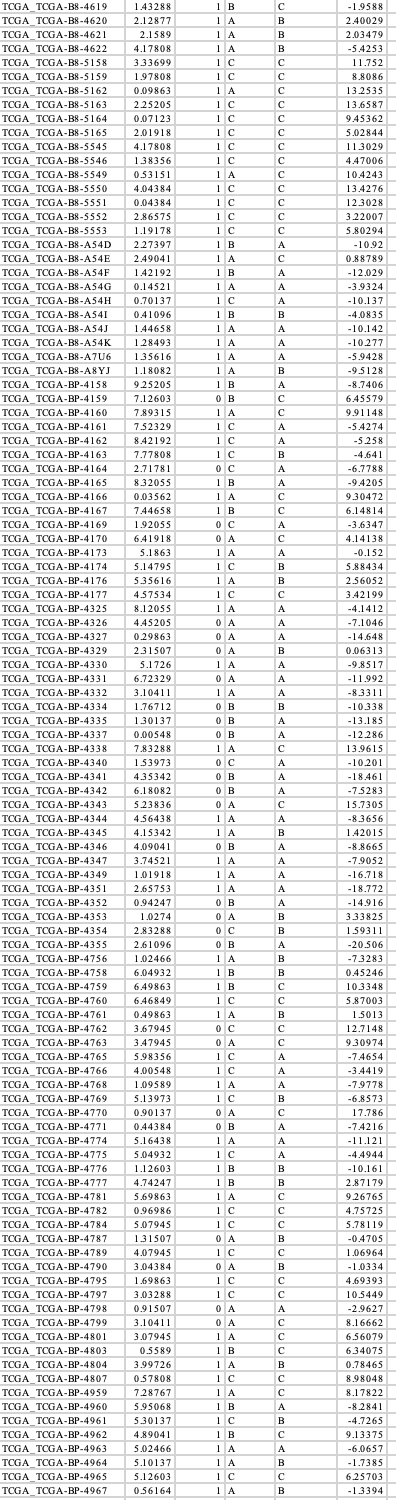 TCGA_TCGA-B8-4619 1.43288 1 B C -1.9588
TCGA_TCGA-B8-4620 2.12877 1 A B 2.40029
TCGA_TCGA-B8-4621 2.1589 1 A B 2.03479
TCGA_TCGA-B8-4622 4.17808 1 A B -5.4253
TCGA_TCGA-B8-5158 3.33699 1 C C 11.752
TCGA_TCGA-B8-5159 1.97808 1 C C 8.8086
TCGA_TCGA-B8-5162 0.09863 1 A C 13.2535
TCGA_TCGA-B8-5163 2.25205 1 C C 13.6587
TCGA_TCGA-B8-5164 0.07123 1 C C 9.45362
TCGA_TCGA-B8-5165 2.01918 1 C C 5.02844
TCGA_TCGA-B8-5545 4.17808 1 C C 11.3029
TCGA_TCGA-B8-5546 1.38356 1 C C 4.47006
TCGA_TCGA-B8-5549 0.53151 1 A C 10.4243
TCGA_TCGA-B8-5550 4.04384 1 C C 13.4276
TCGA_TCGA-B8-5551 0.04384 1 C C 12.3028
TCGA_TCGA-B8-5552 2.86575 1 C C 3.22007
TCGA_TCGA-B8-5553 1.19178 1 C C 5.80294
TCGA_TCGA-B8-A54D 2.27397 1 B A -10.92
TCGA_TCGA-B8-A54E 2.49041 1 A C 0.88789
TCGA_TCGA-B8-A54F 1.42192 1 B A -12.029
TCGA_TCGA-B8-A54G 0.14521 1 A A -3.9324
TCGA_TCGA-B8-A54H 0.70137 1 C A -10.137
TCGA_TCGA-B8-A54I 0.41096 1 B B -4.0835
TCGA_TCGA-B8-A54J 1.44658 1 A A -10.142
TCGA_TCGA-B8-A54K 1.28493 1 A A -10.277
TCGA_TCGA-B8-A7U6 1.35616 1 A A -5.9428
TCGA_TCGA-B8-A8YJ 1.18082 1 A B -9.5128
TCGA_TCGA-BP-4158 9.25205 1 B A -8.7406
TCGA_TCGA-BP-4159 7.12603 0 B C 6.45579
TCGA_TCGA-BP-4160 7.89315 1 A C 9.91148
TCGA_TCGA-BP-4161 7.52329 1 C A -5.4274
TCGA_TCGA-BP-4162 8.42192 1 C A -5.258
TCGA_TCGA-BP-4163 7.77808 1 C B -4.641
TCGA_TCGA-BP-4164 2.71781 0 C A -6.7788
TCGA_TCGA-BP-4165 8.32055 1 B A -9.4205
TCGA_TCGA-BP-4166 0.03562 1 A C 9.30472
TCGA_TCGA-BP-4167 7.44658 1 B C 6.14814
TCGA_TCGA-BP-4169 1.92055 0 C A -3.6347
TCGA_TCGA-BP-4170 6.41918 0 A C 4.14138
TCGA_TCGA-BP-4173 5.1863 1 A A -0.152
TCGA_TCGA-BP-4174 5.14795 1 C B 5.88434
TCGA_TCGA-BP-4176 5.35616 1 A B 2.56052
TCGA_TCGA-BP-4177 4.57534 1 C C 3.42199
TCGA_TCGA-BP-4325 8.12055 1 A A -4.1412
TCGA_TCGA-BP-4326 4.45205 0 A A -7.1046
TCGA_TCGA-BP-4327 0.29863 0 A A -14.648
TCGA_TCGA-BP-4329 2.31507 0 A B 0.06313
TCGA_TCGA-BP-4330 5.1726 1 A A -9.8517
TCGA_TCGA-BP-4331 6.72329 0 A A -11.992
TCGA_TCGA-BP-4332 3.10411 1 A A -8.3311
TCGA_TCGA-BP-4334 1.76712 0 B B -10.338
TCGA_TCGA-BP-4335 1.30137 0 B A -13.185
TCGA_TCGA-BP-4337 0.00548 0 B A -12.286
TCGA_TCGA-BP-4338 7.83288 1 A C 13.9615
TCGA_TCGA-BP-4340 1.53973 0 C A -10.201
TCGA_TCGA-BP-4341 4.35342 0 B A -18.461
TCGA_TCGA-BP-4342 6.18082 0 B A -7.5283
TCGA_TCGA-BP-4343 5.23836 0 A C 15.7305
TCGA_TCGA-BP-4344 4.56438 1 A A -8.3656
TCGA_TCGA-BP-4345 4.15342 1 A B 1.42015
TCGA_TCGA-BP-4346 4.09041 0 B A -8.8665
TCGA_TCGA-BP-4347 3.74521 1 A A -7.9052
TCGA_TCGA-BP-4349 1.01918 1 A A -16.718
TCGA_TCGA-BP-4351 2.65753 1 A A -18.772
TCGA_TCGA-BP-4352 0.94247 0 B A -14.916
TCGA_TCGA-BP-4353 1.0274 0 A B 3.33825
TCGA_TCGA-BP-4354 2.83288 0 C B 1.59311
TCGA_TCGA-BP-4355 2.61096 0 B A -20.506
TCGA_TCGA-BP-4756 1.02466 1 B A -7.3283
TCGA_TCGA-BP-4758 6.04932 1 B B 0.45246
TCGA_TCGA-BP-4759 6.49863 1 B C 10.3348
TCGA_TCGA-BP-4760 6.46849 1 C C 5.87003
TCGA_TCGA-BP-4761 0.49863 1 A B 1.5013
TCGA_TCGA-BP-4762 3.67945 0 C C 12.7148
TCGA_TCGA-BP-4763 3.47945 0 A C 9.30974
TCGA_TCGA-BP-4765 5.98356 1 C A -7.4654
TCGA_TCGA-BP-4766 4.00548 1 C A -3.4419
TCGA_TCGA-BP-4768 1.09589 1 A A -7.9778
TCGA_TCGA-BP-4769 5.13973 1 C B -6.8573
TCGA_TCGA-BP-4770 0.90137 0 A C 17.786
TCGA_TCGA-BP-4771 0.44384 0 B A -7.4216
TCGA_TCGA-BP-4774 5.16438 1 A A -11.121
TCGA_TCGA-BP-4775 5.04932 1 C A -4.4944
TCGA_TCGA-BP-4776 1.12603 1 B B -10.161
TCGA_TCGA-BP-4777 4.74247 1 B B 2.87179
TCGA_TCGA-BP-4781 5.69863 1 A C 9.26765
TCGA_TCGA-BP-4782 0.96986 1 C C 4.75725
TCGA_TCGA-BP-4784 5.07945 1 C C 5.78119
TCGA_TCGA-BP-4787 1.31507 0 A B -0.4705
TCGA_TCGA-BP-4789 4.07945 1 C C 1.06964
TCGA_TCGA-BP-4790 3.04384 0 A B -1.0334
TCGA_TCGA-BP-4795 1.69863 1 C C 4.69393
TCGA_TCGA-BP-4797 3.03288 1 C C 10.5449
TCGA_TCGA-BP-4798 0.91507 0 A A -2.9627
TCGA_TCGA-BP-4799 3.10411 0 A C 8.16662
TCGA_TCGA-BP-4801 3.07945 1 A C 6.56079
TCGA_TCGA-BP-4803 0.5589 1 B C 6.34075
TCGA_TCGA-BP-4804 3.99726 1 A B 0.78465
TCGA_TCGA-BP-4807 0.57808 1 C C 8.98048
TCGA_TCGA-BP-4959 7.28767 1 A C 8.17822
TCGA_TCGA-BP-4960 5.95068 1 B A -8.2841
TCGA_TCGA-BP-4961 5.30137 1 C B -4.7265
TCGA_TCGA-BP-4962 4.89041 1 B C 9.13375
TCGA_TCGA-BP-4963 5.02466 1 A A -6.0657
TCGA_TCGA-BP-4964 5.10137 1 A B -1.7385
TCGA_TCGA-BP-4965 5.12603 1 C C 6.25703
TCGA_TCGA-BP-4967 0.56164 1 A B -1.3394